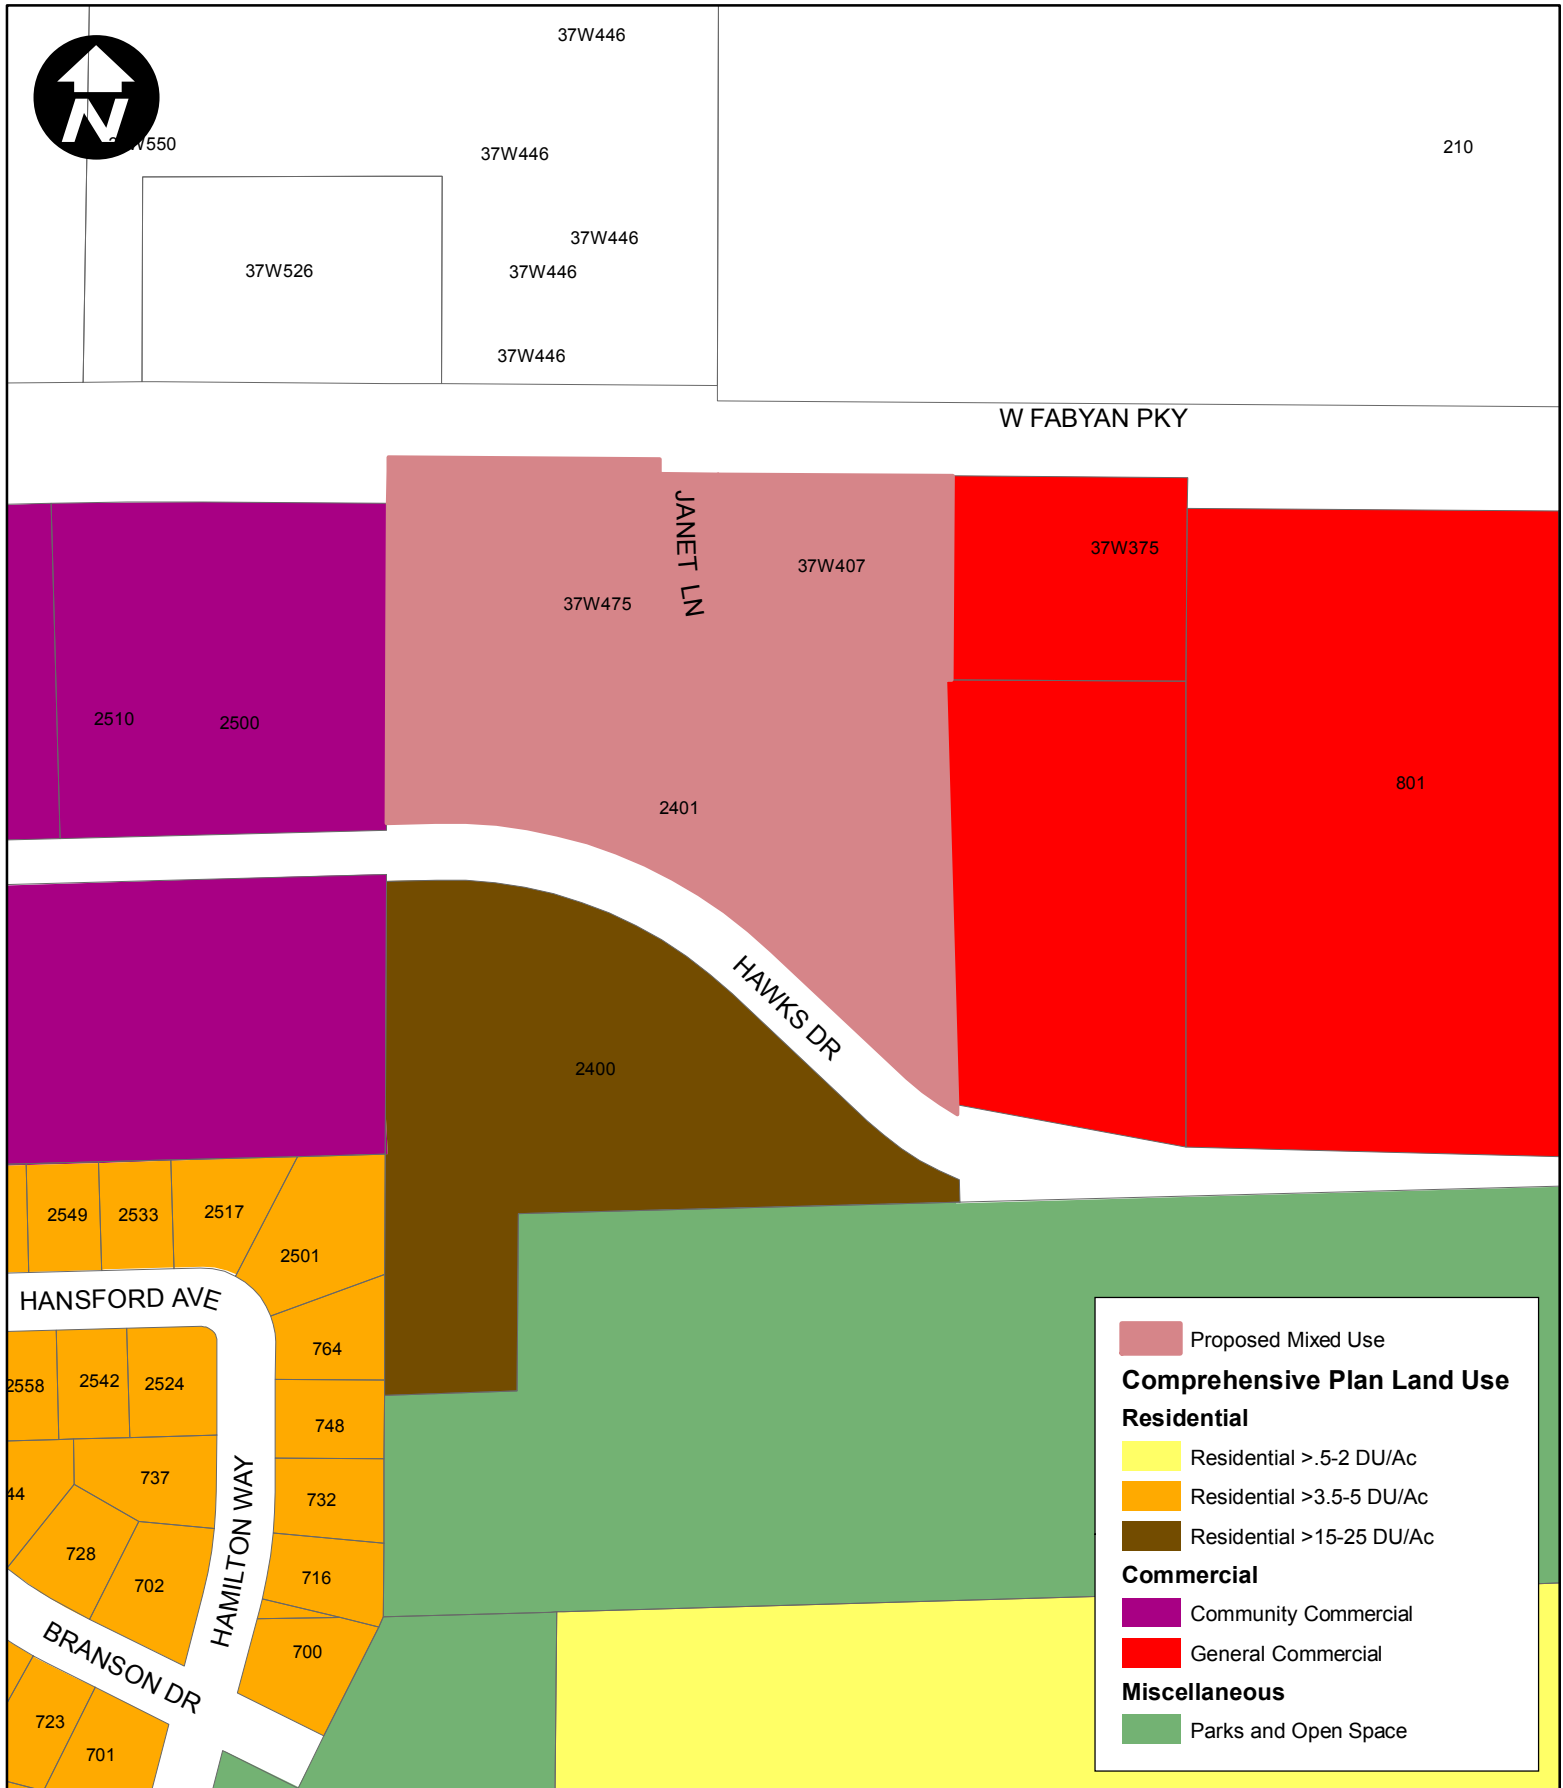 37W446
N
W550
37W446
210
37W446
37W526
37W446
37W446
W FABYAN PKY
JANET LN
37W375
37W407
37W475
2510
2500
801
2401
HAWKS DR
2400
2549
2533
2517
2501
HANSFORD AVE
764
2558
2542
2524
748
737
44
732
HAMILTON WAY
728
702
716
700
BRANSON DR
723
701
Proposed Mixed Use
Comprehensive Plan Land Use
Residential
Residential >.5-2 DU/Ac
Residential >3.5-5 DU/Ac
Residential >15-25 DU/Ac
Commercial
Community Commercial
General Commercial
Miscellaneous
Parks and Open Space